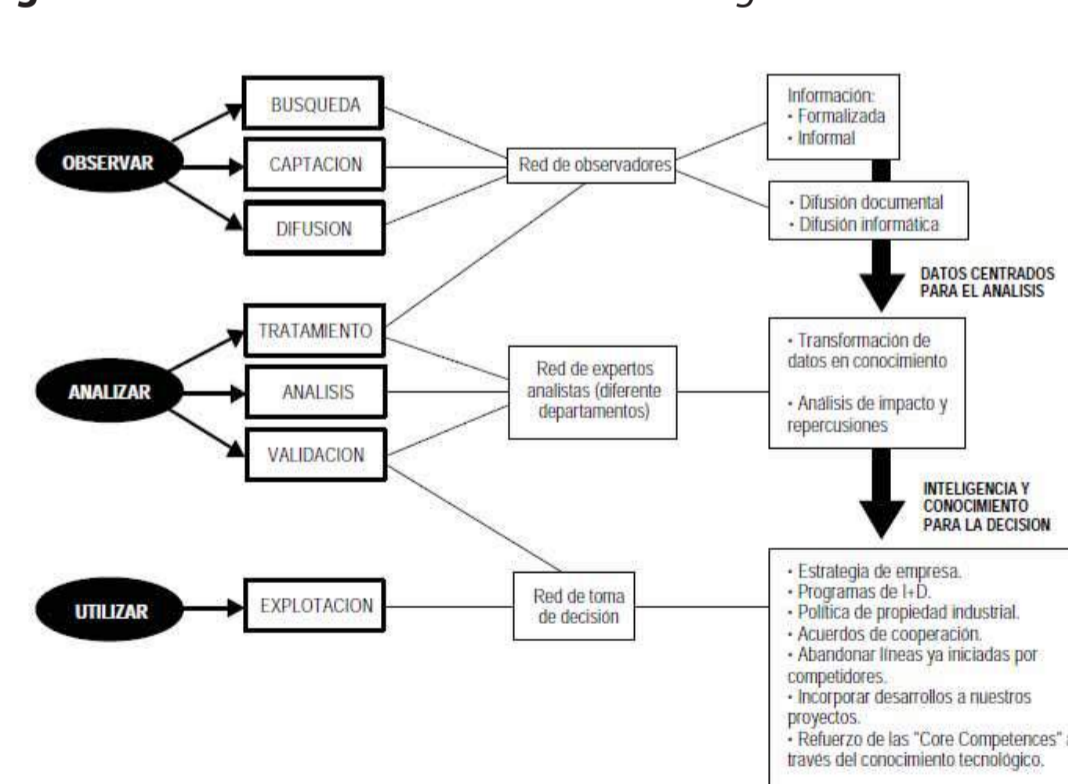 OBSERVAR
BUSQUEDA
CAPTACION
DIFUSION
Red de observadores
Información:
• Formalizada
• Informal
• Difusión documental
• Difusión informática
DATOS CENTRADOS
PARA EL ANALISIS
ANALIZAR
TRATAMIENTO
ANALISIS
VALIDACION
Red de expertos
analistas (diferente
departamentos)
• Transformación de
datos en conocimiento
• Análisis de impacto y
repercusiones
INTELIGENCIA Y
CONOCIMIENTO
PARA LA DECISION
UTILIZAR
EXPLOTACION
Red de toma
de decisión
• Estrategia de empresa.
• Programas de I+D.
• Política de propiedad industrial.
• Acuerdos de cooperación.
• Abandonar líneas ya iniciadas por
competidores.
• Incorporar desarrollos a nuestros
proyectos.
• Refuerzo de las "Core Competences" a
través del conocimiento tecnológico.